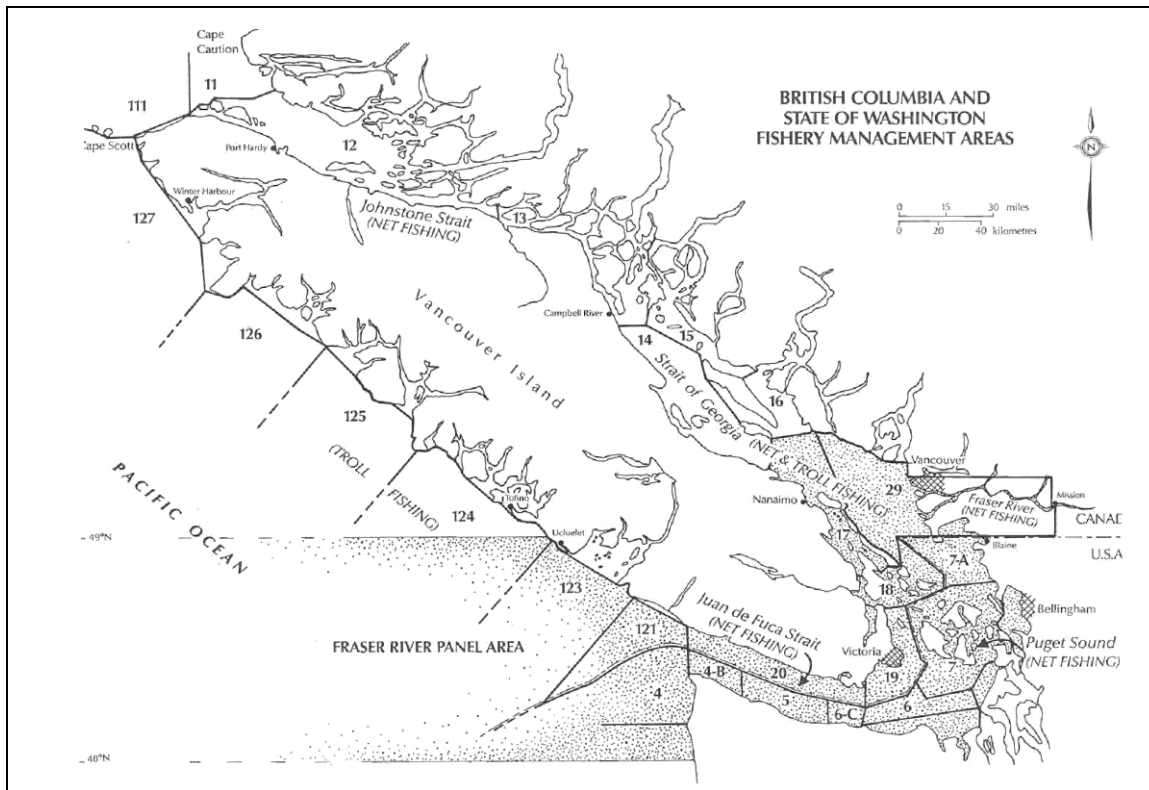 Cape
Caution
11
111
Cape Scott
Port Hardy
12
BRITISH COLUMBIA AND
STATE OF WASHINGTON
FISHERY MANAGEMENT AREAS
N
0 15 30 miles
0 20 40 kilometres
Winter Harbour
127
Johnstone Strait
(NET FISHING)
13
Vancouver Island
Campbell River
126
14
15
Strait of Georgia
(NET & TROLL FISHING)
16
125
(TROLL
FISHING)
PACIFIC OCEAN
124
Tofino
Ucluelet
Nanaimo
29
Vancouver
Fraser River
(NET FISHING)
Mission
CANAD
U.S.A
49°N
Blaine
7-A
17
18
123
Juan de Fuca Strait
(NET FISHING)
Bellingham
Puget Sound
(NET FISHING)
FRASER RIVER PANEL AREA
121
Victoria
7
19
20
4-B
4
5
6-C
6
48°N